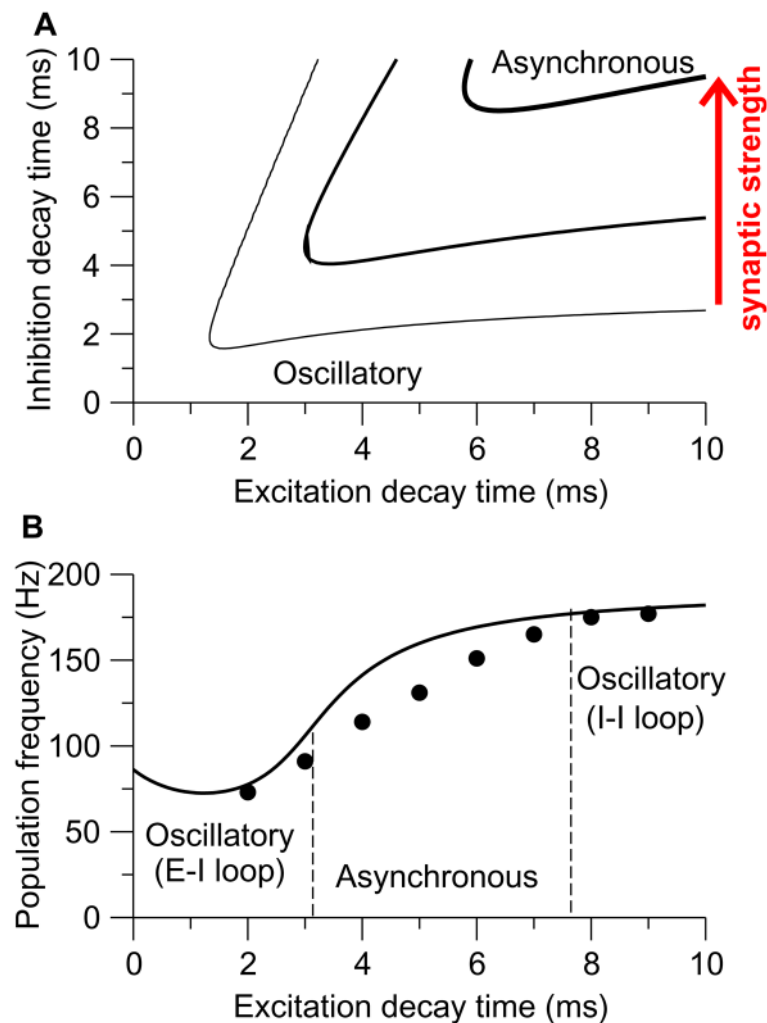 A
10
8
6
4
2
0
Inhibition decay time (ms)
Asynchronous
Oscillatory
synaptic strength
0 2 4 6 8 10
Excitation decay time (ms)
B
200
150
100
50
0
Population frequency (Hz)
Oscillatory
(E-I loop)
Asynchronous
Oscillatory
(I-I loop)
0 2 4 6 8 10
Excitation decay time (ms)